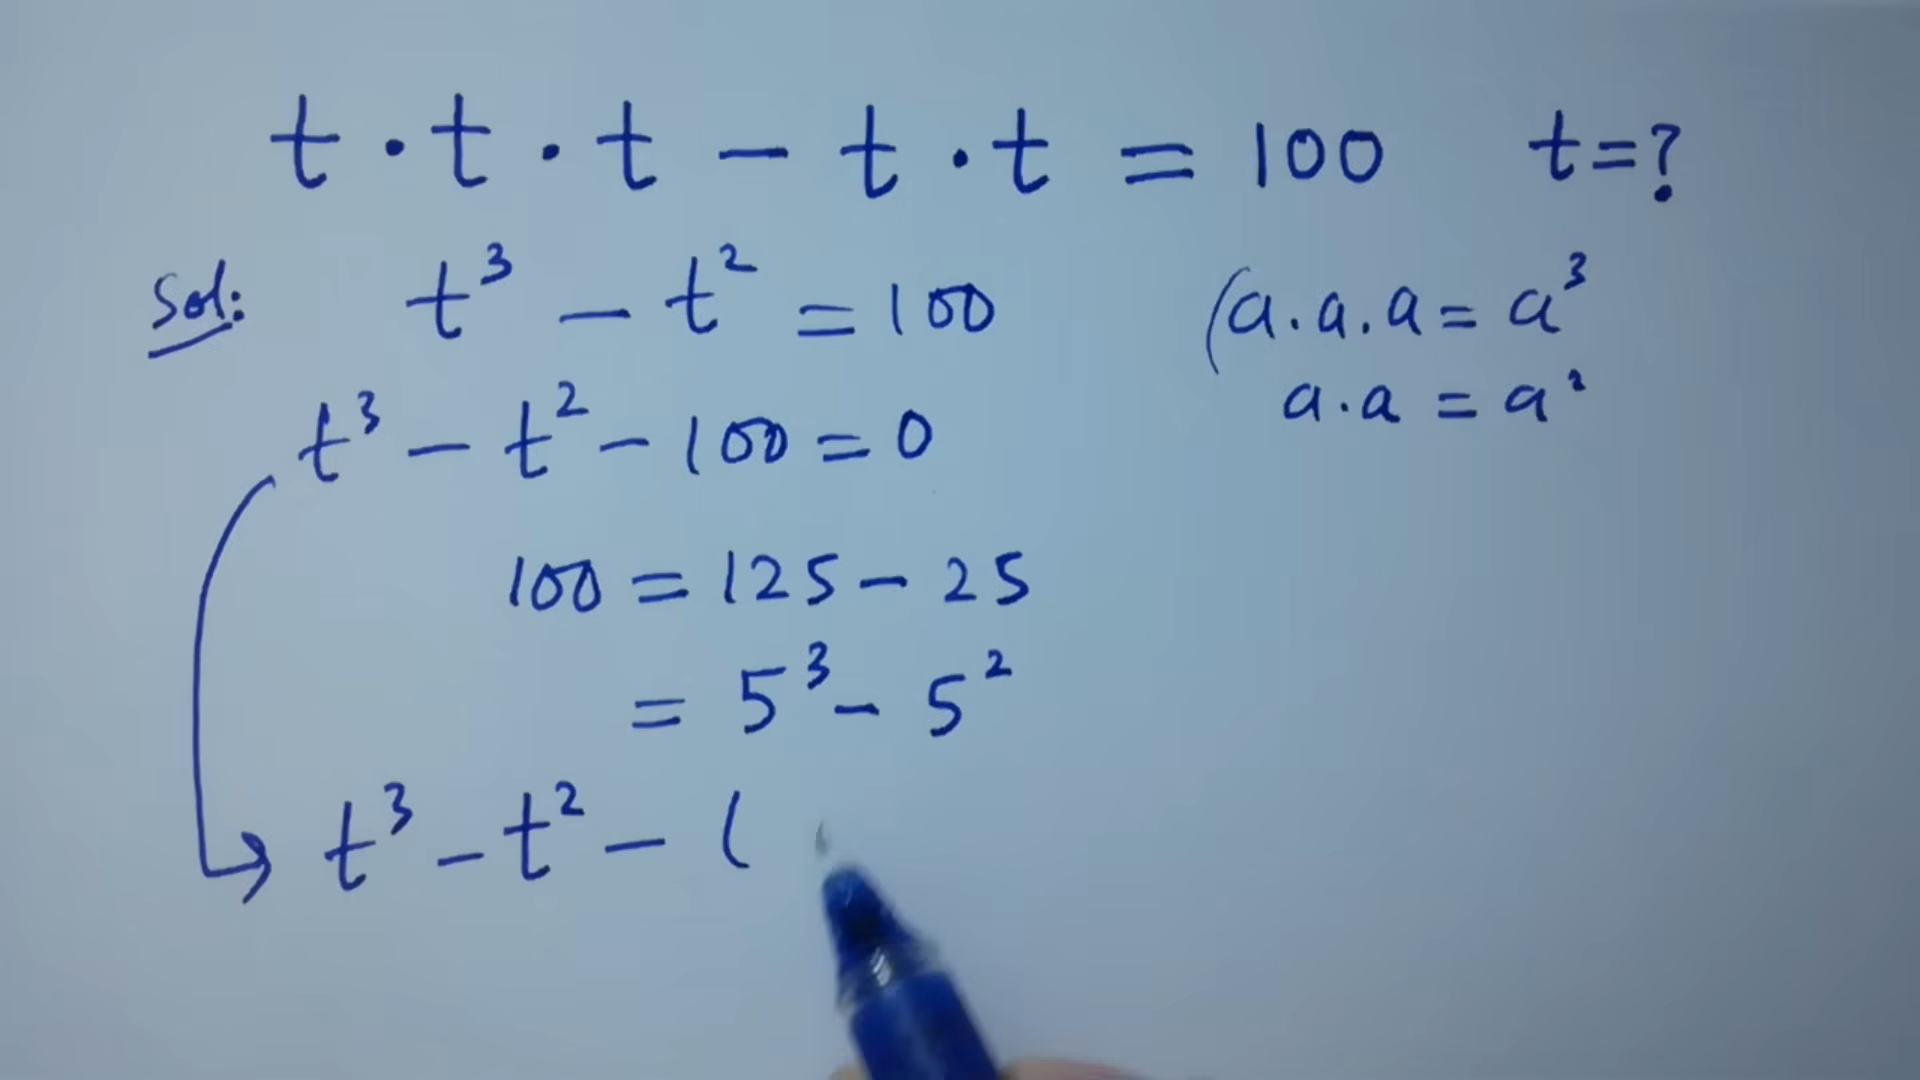 t · t · t − t · t = 100 t=?
Sol: t³ − t² = 100 (a.a.a = a³
a.a = a²
t³ − t² − 100 = 0
100 = 125 − 25
= 5³ − 5²
t³ − t² − (